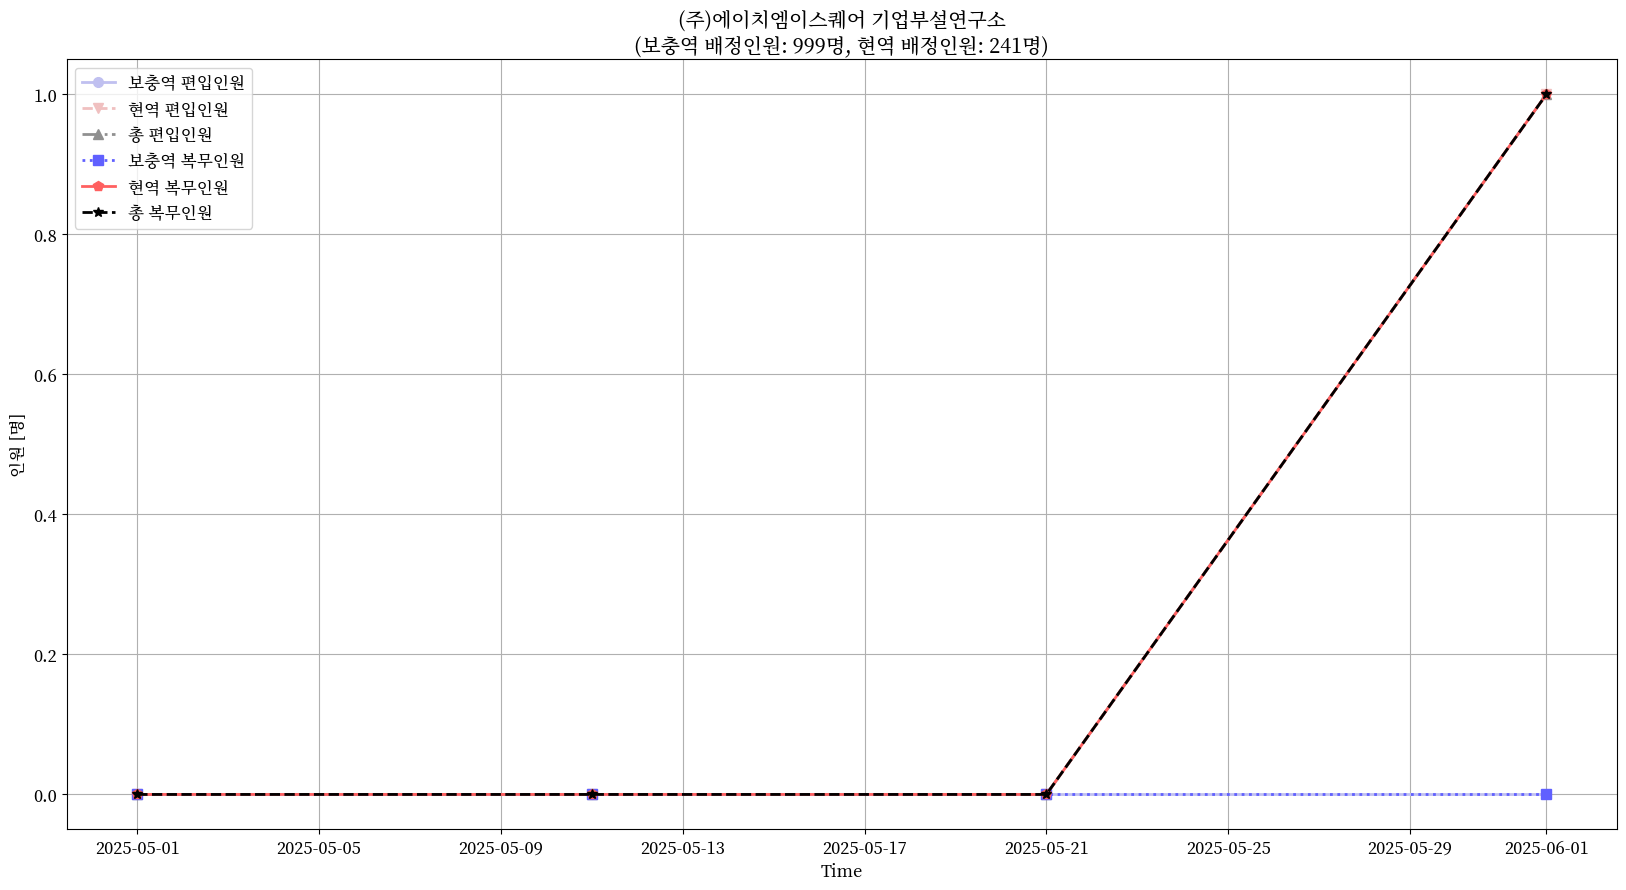 (주)에이치엠이스퀘어 기업부설연구소
(보충역 배정인원: 999명, 현역 배정인원: 241명)
보충역 편입인원
현역 편입인원
총 편입인원
보충역 복무인원
현역 복무인원
총 복무인원
인원 [명]
1.0
0.8
0.6
0.4
0.2
0.0
2025-05-01
2025-05-05
2025-05-09
2025-05-13
2025-05-17
2025-05-21
2025-05-25
2025-05-29
2025-06-01
Time